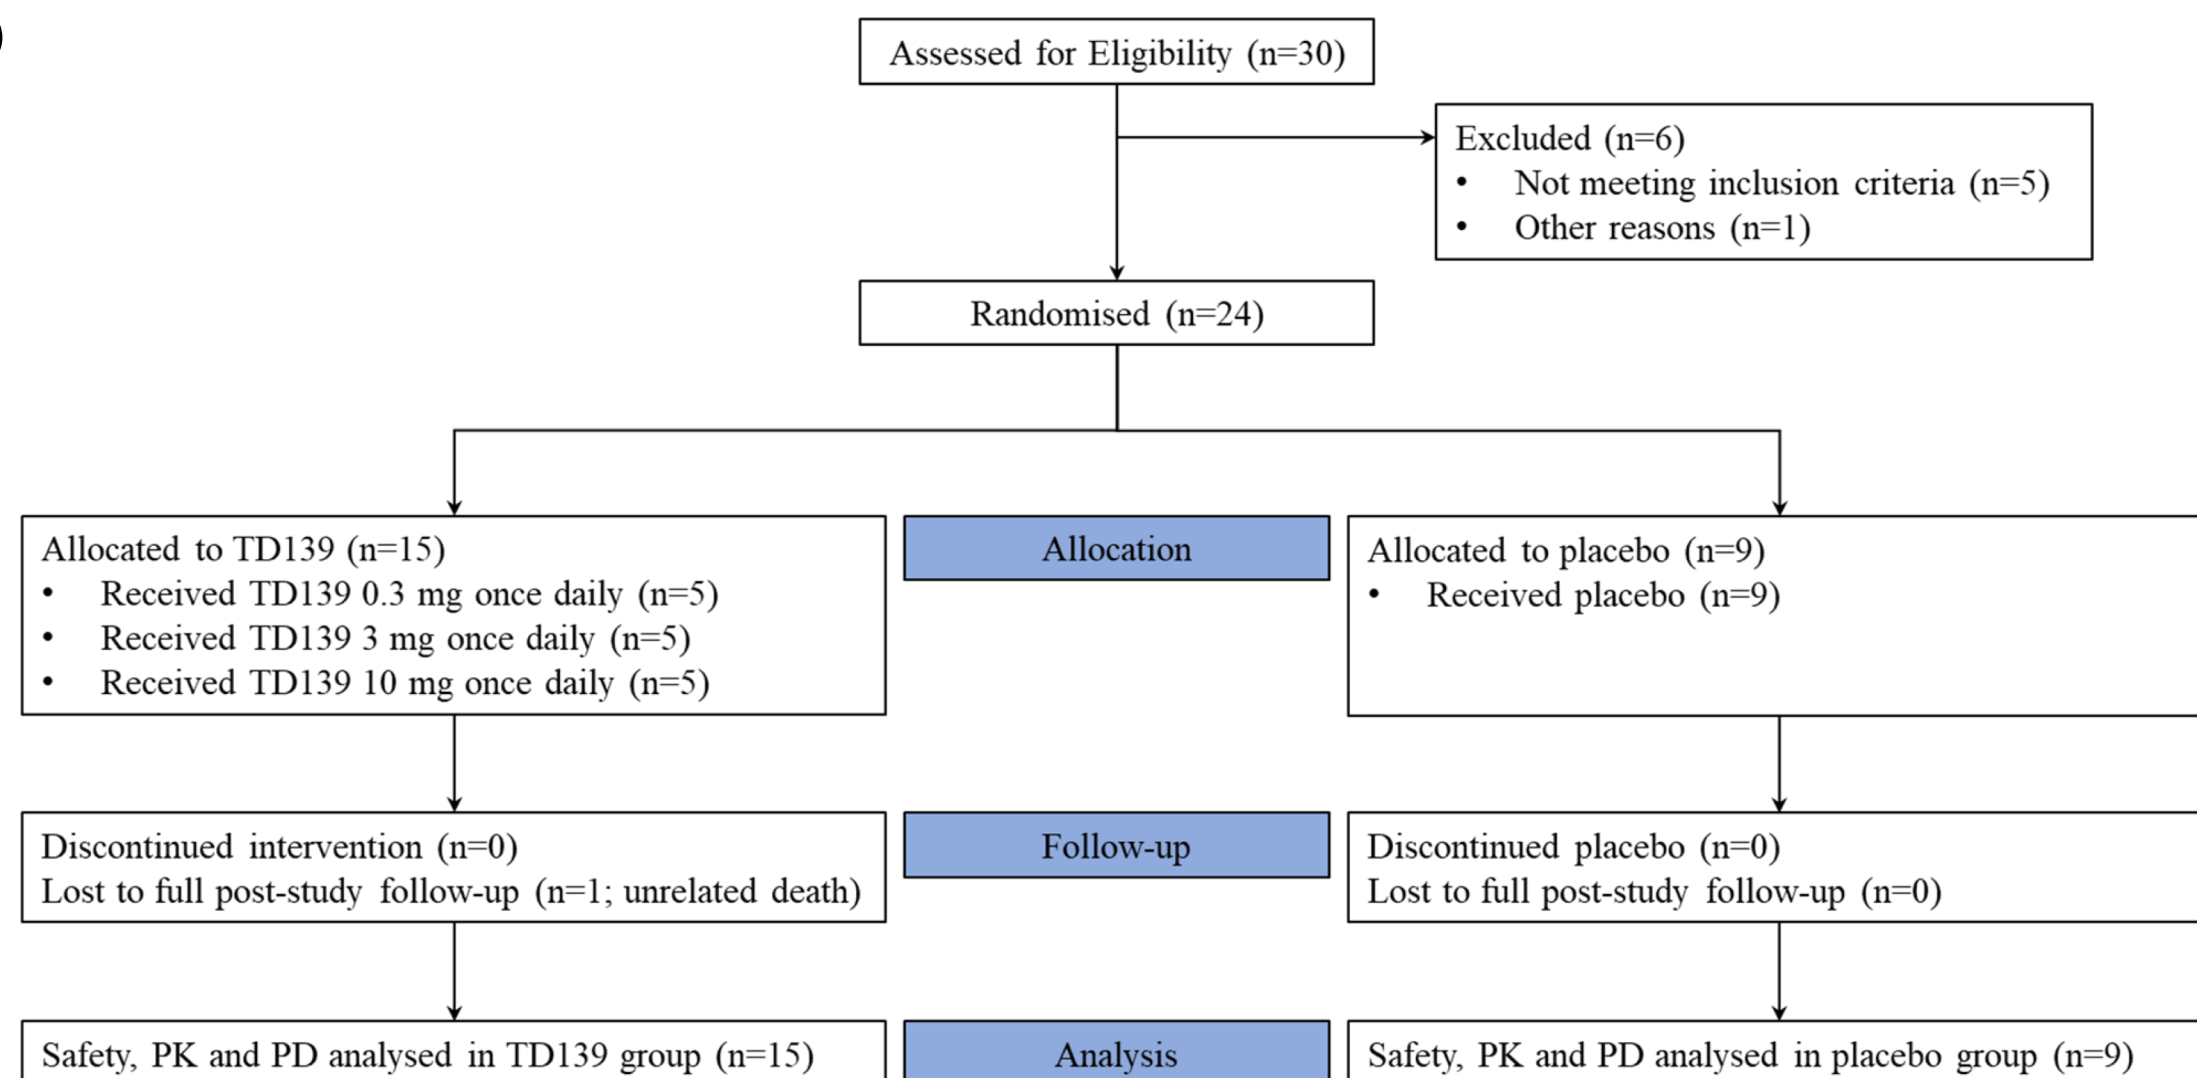 )
Assessed for Eligibility (n=30)
Excluded (n=6)
• Not meeting inclusion criteria (n=5)
• Other reasons (n=1)
Randomised (n=24)
Allocated to TD139 (n=15)
• Received TD139 0.3 mg once daily (n=5)
• Received TD139 3 mg once daily (n=5)
• Received TD139 10 mg once daily (n=5)
Allocation
Allocated to placebo (n=9)
• Received placebo (n=9)
Discontinued intervention (n=0)
Lost to full post-study follow-up (n=1; unrelated death)
Follow-up
Discontinued placebo (n=0)
Lost to full post-study follow-up (n=0)
Safety, PK and PD analysed in TD139 group (n=15)
Analysis
Safety, PK and PD analysed in placebo group (n=9)